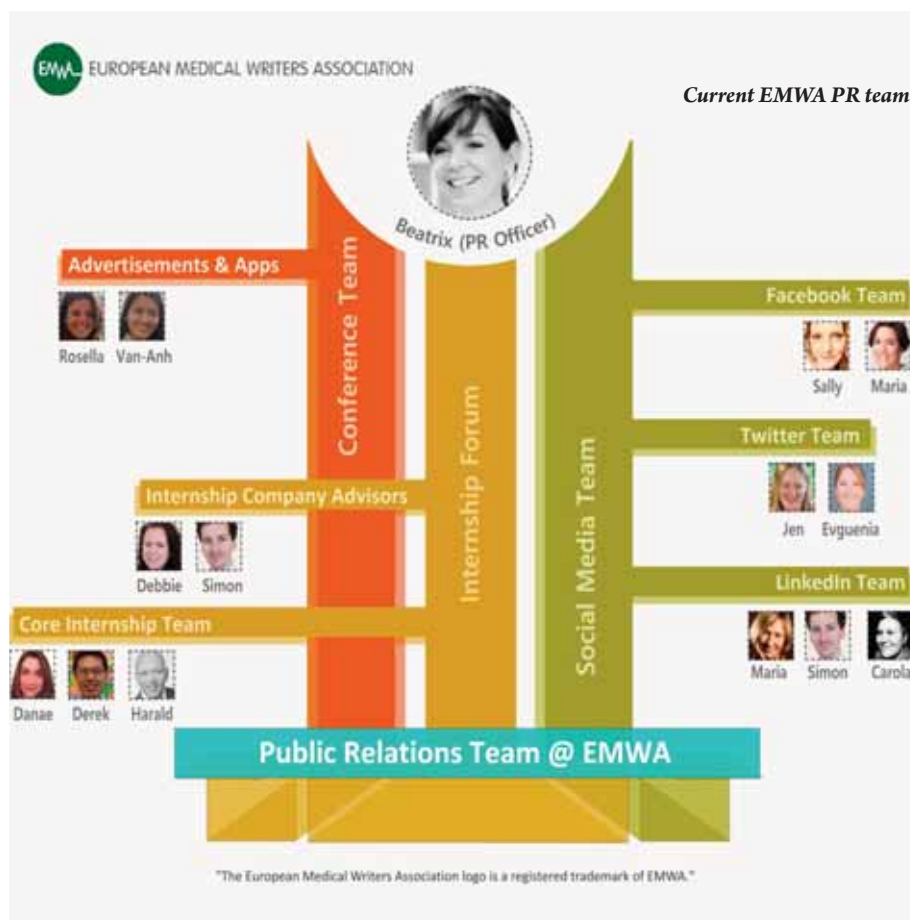 EMWA EUROPEAN MEDICAL WRITERS ASSOCIATION
Current EMWA PR team
Beatrix (PR Officer)
Conference Team
Internship Forum
Social Media Team
Advertisements & Apps
Rosella Van-Anh
Internship Company Advisors
Debbie Simon
Core Internship Team
Danae Derek Harald
Facebook Team
Sally Maria
Twitter Team
Jen Evguenia
LinkedIn Team
Maria Simon Carola
Public Relations Team @ EMWA
"The European Medical Writers Association logo is a registered trademark of EMWA."